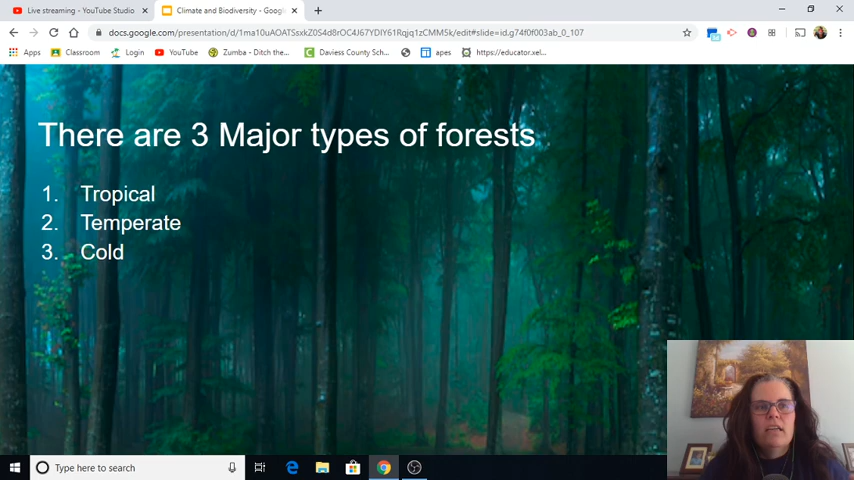 Live streaming - YouTube Studio
Climate and Biodiversity - Google
docs.google.com/presentation/d/1ma10uAOATSsxkZ0S4d8rOC4J67YDIY61Rqjq1zCMMSk/edit#slide=id.g74f0f003ab_0_107
Apps Classroom Login YouTube Zumba - Ditch the... Daviess County Sch... apes https://educator.xel...
There are 3 Major types of forests
1. Tropical
2. Temperate
3. Cold
Type here to search